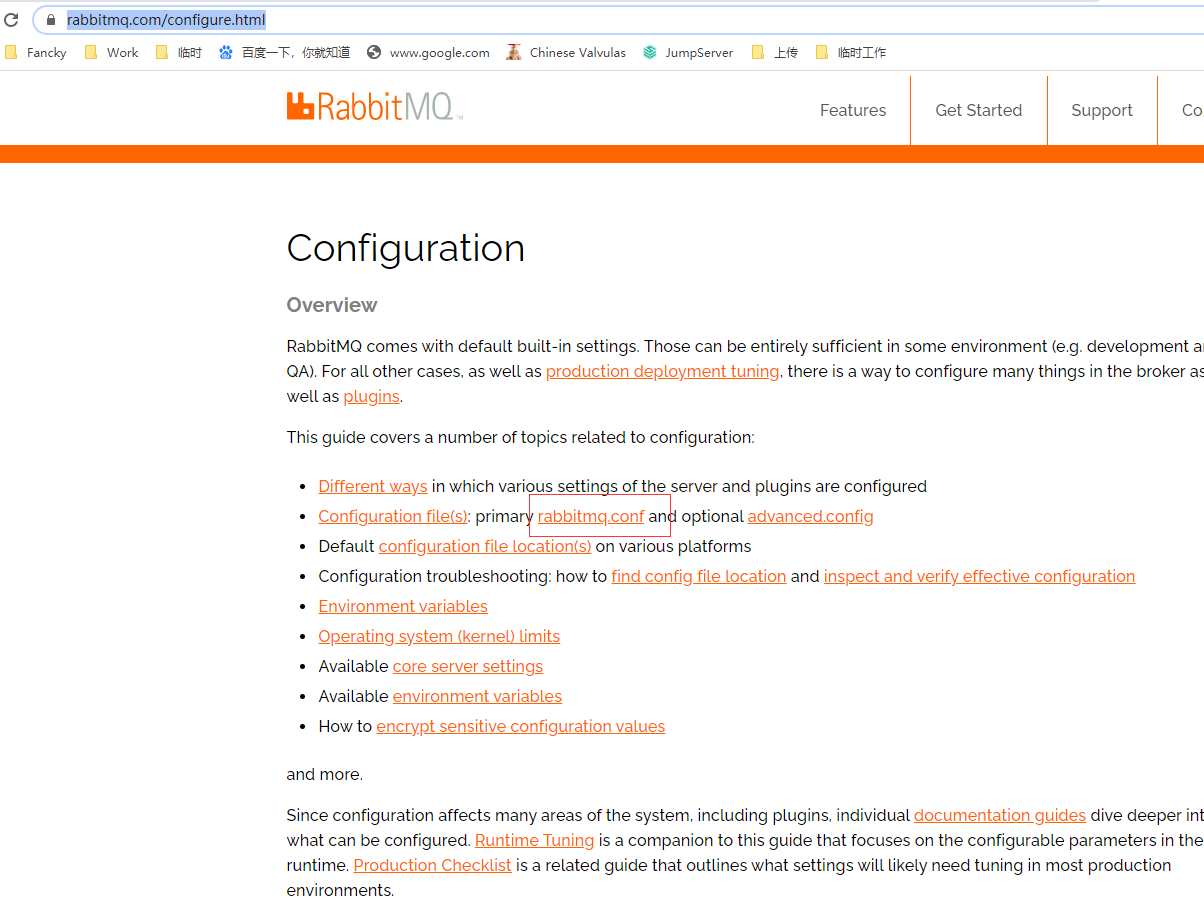 rabbitmq.com/configure.html
Fancky Work 临时 百度一下，你就知道 www.google.com Chinese Valvulas JumpServer 上传 临时工作
RabbitMQ™
Features Get Started Support Co
Configuration
Overview
RabbitMQ comes with default built-in settings. Those can be entirely sufficient in some environment (e.g. development a
QA). For all other cases, as well as production deployment tuning, there is a way to configure many things in the broker as
well as plugins.
This guide covers a number of topics related to configuration:
• Different ways in which various settings of the server and plugins are configured
• Configuration file(s): primary rabbitmq.conf and optional advanced.config
• Default configuration file location(s) on various platforms
• Configuration troubleshooting: how to find config file location and inspect and verify effective configuration
• Environment variables
• Operating system (kernel) limits
• Available core server settings
• Available environment variables
• How to encrypt sensitive configuration values
and more.
Since configuration affects many areas of the system, including plugins, individual documentation guides dive deeper int
what can be configured. Runtime Tuning is a companion to this guide that focuses on the configurable parameters in the
runtime. Production Checklist is a related guide that outlines what settings will likely need tuning in most production
environments.